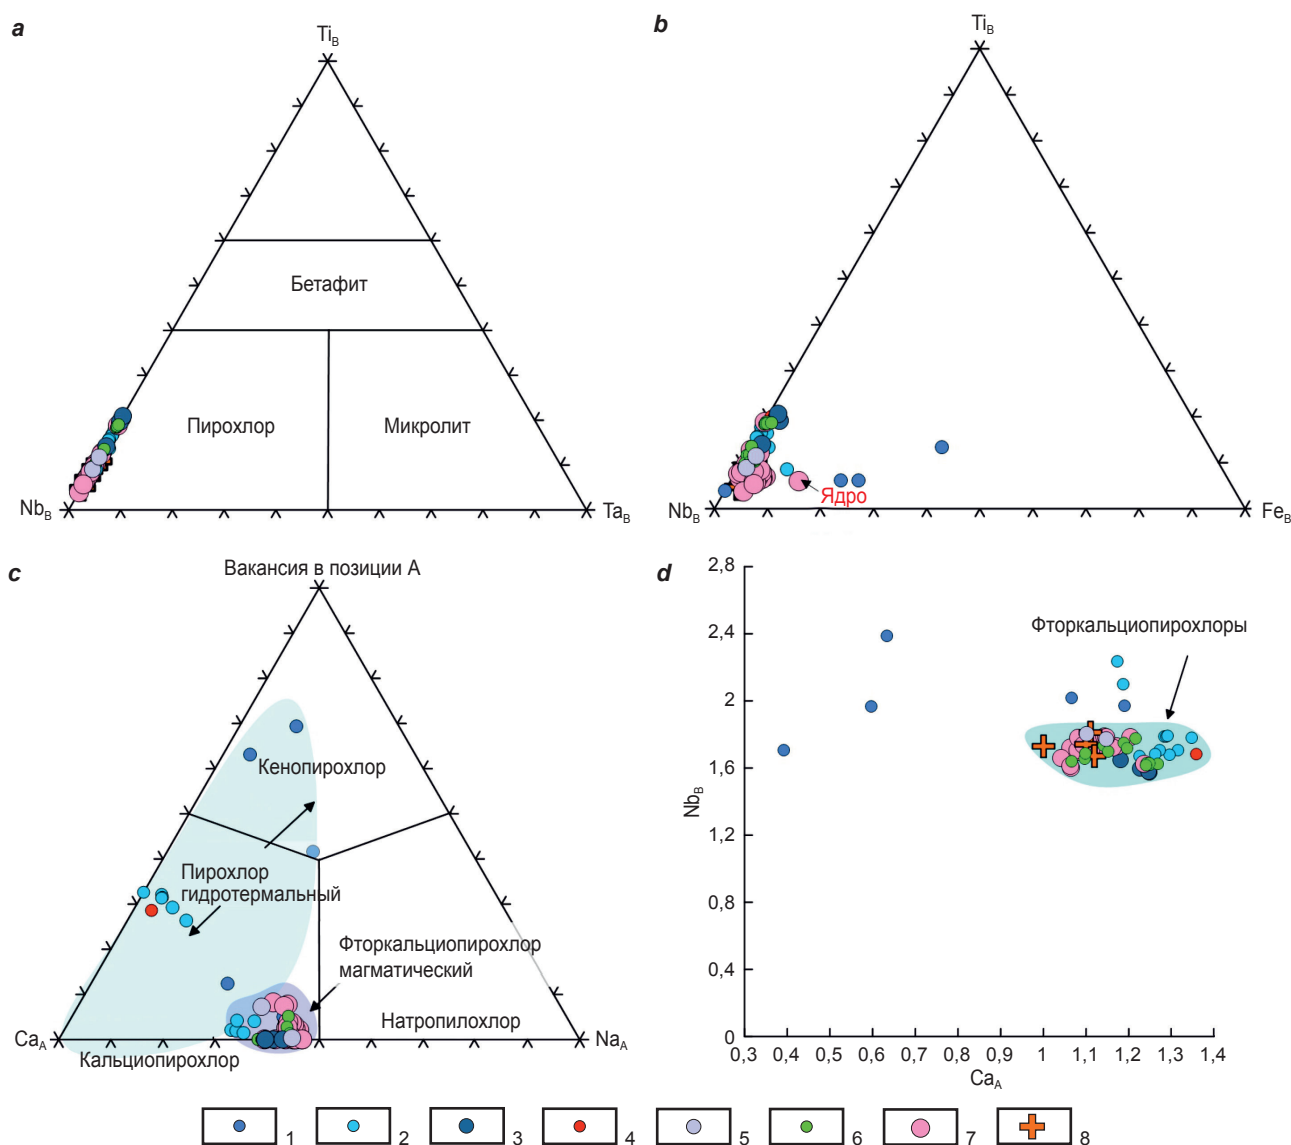 a
Ti_B
Бетафит
Пирохлор
Микролит
Nb_B
Ta_B
b
Ti_B
Ядро
Nb_B
Fe_B
c
Вакансия в позиции А
Кенопирохлор
Пирохлор
гидротермальный
Фторкальциопирохлор
магматический
Натропилохлор
Ca_A
Na_A
Кальциопирохлор
d
2,8
2,4
2
1,6
1,2
0,8
0,4
0
Nb_B
Фторкальциопирохлоры
0,3 0,4 0,5 0,6 0,7 0,8 0,9 1 1,1 1,2 1,3 1,4
Ca_A
1 2 3 4 5 6 7 8